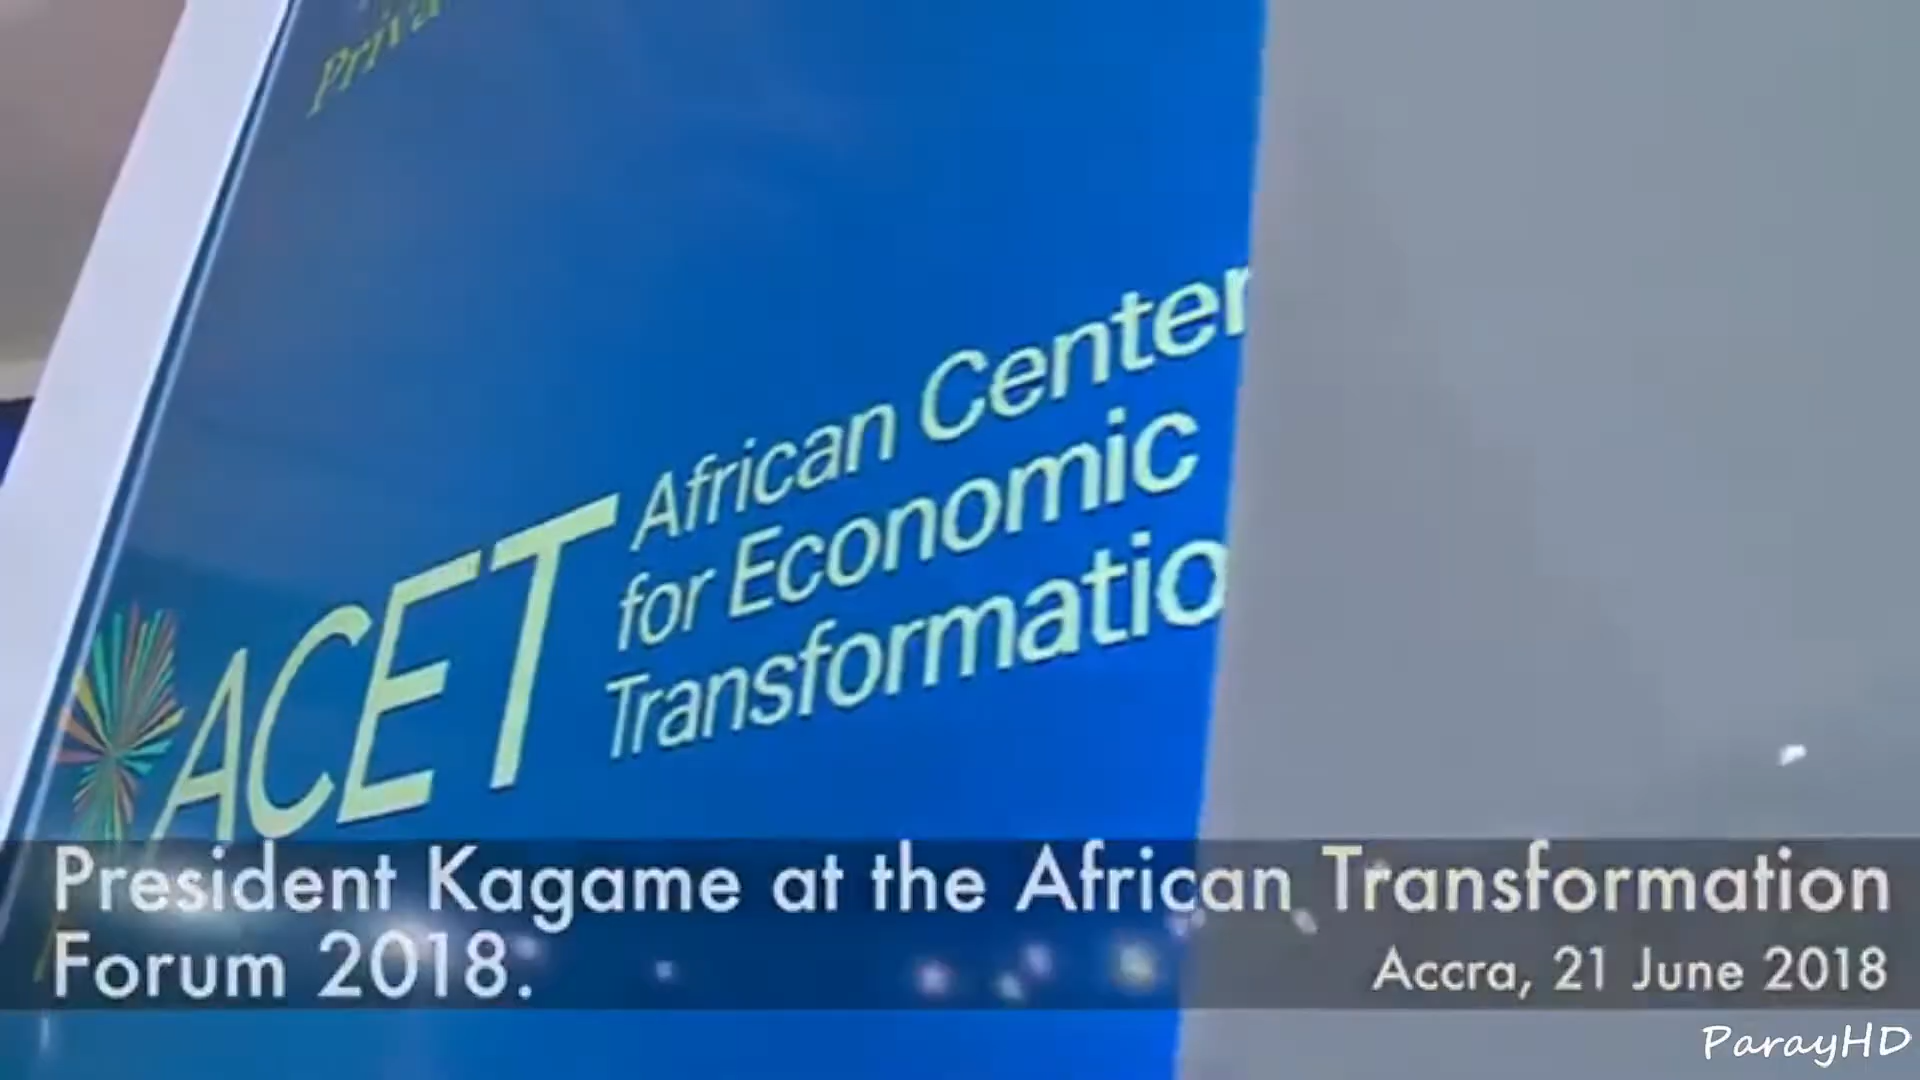 African Center
for Economic
Transformatio
ACET
President Kagame at the African Transformation
Forum 2018.
Accra, 21 June 2018
ParayHD